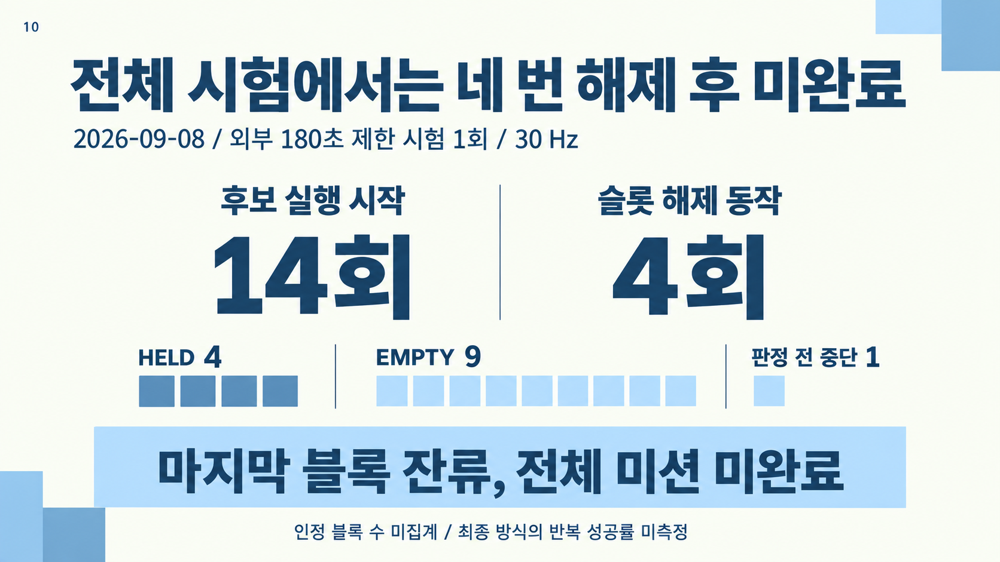 10
전체 시험에서는 네 번 해제 후 미완료
2026-09-08 / 외부 180초 제한 시험 1회 / 30 Hz
후보 실행 시작
14회
슬롯 해제 동작
4회
HELD 4
EMPTY 9
판정 전 중단 1
마지막 블록 잔류, 전체 미션 미완료
인정 블록 수 미집계 / 최종 방식의 반복 성공률 미측정